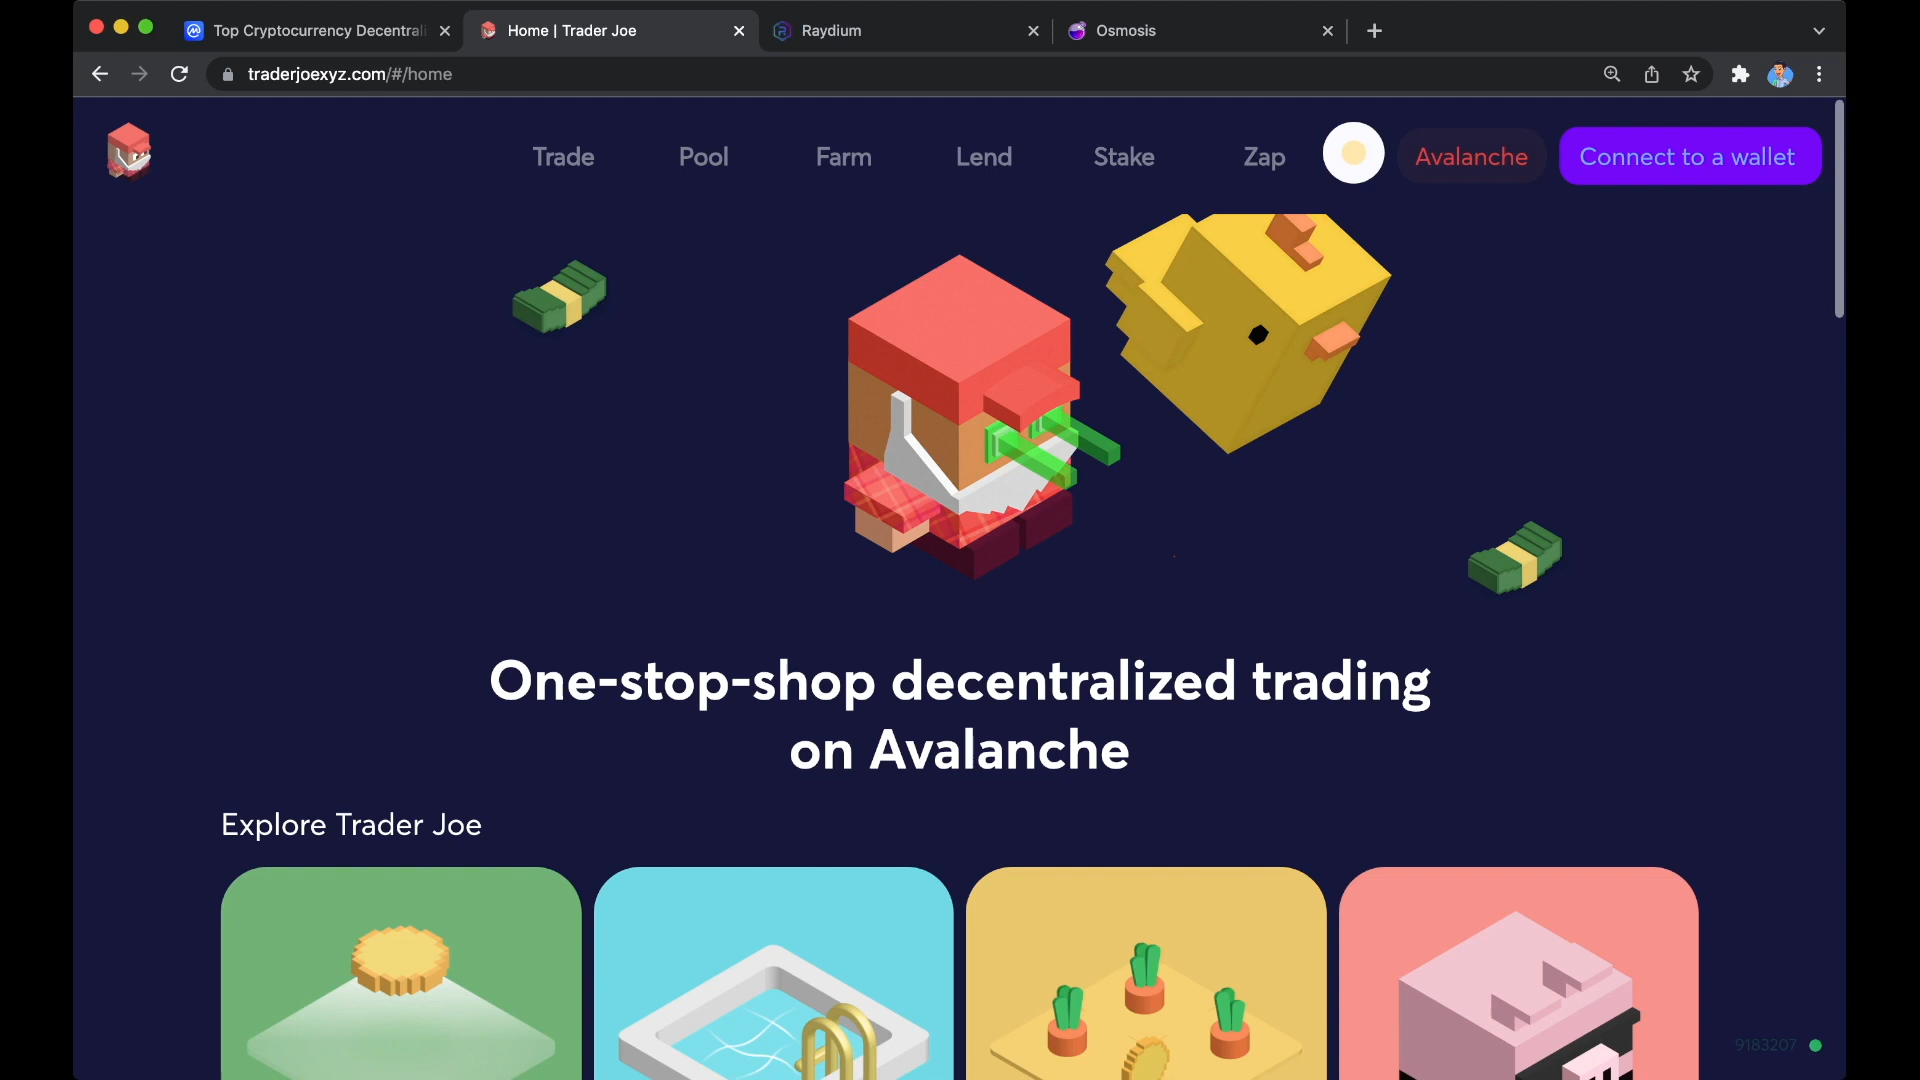 Top Cryptocurrency Decentrali
Home | Trader Joe
Raydium
Osmosis
traderjoexyz.com/#/home
Trade
Pool
Farm
Lend
Stake
Zap
Avalanche
Connect to a wallet
One-stop-shop decentralized trading
on Avalanche
Explore Trader Joe
9183207